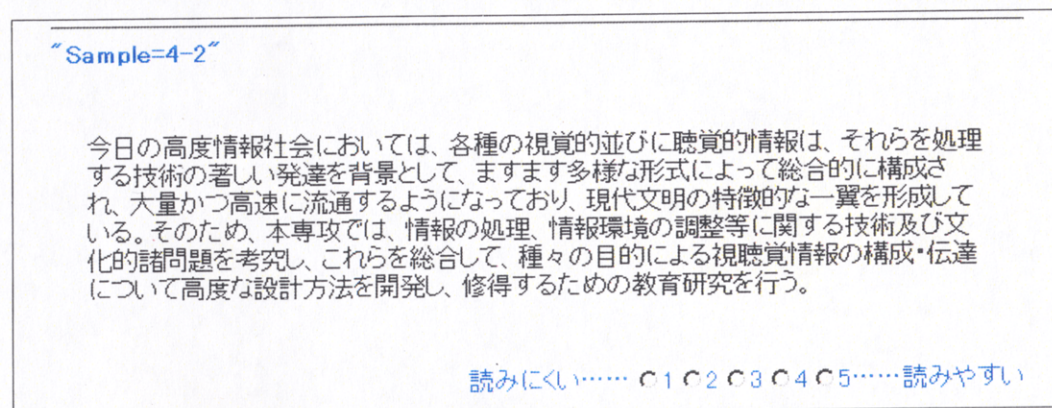 "Sample=4-2"
今日の高度情報社会においては、各種の視覚的並びに聴覚的情報は、それらを処理
する技術の著しい発達を背景として、ますます多様な形式によって総合的に構成さ
れ、大量かつ高速に流通するようになっており、現代文明の特徴的な一翼を形成して
いる。そのため、本専攻では、情報の処理、情報環境の調整等に関する技術及び文
化的諸問題を考究し、これらを総合して、種々の目的による視聴覚情報の構成・伝達
について高度な設計方法を開発し、修得するための教育研究を行う。
読みにくい…… ○1 ○2 ○3 ○4 ○5……読みやすい